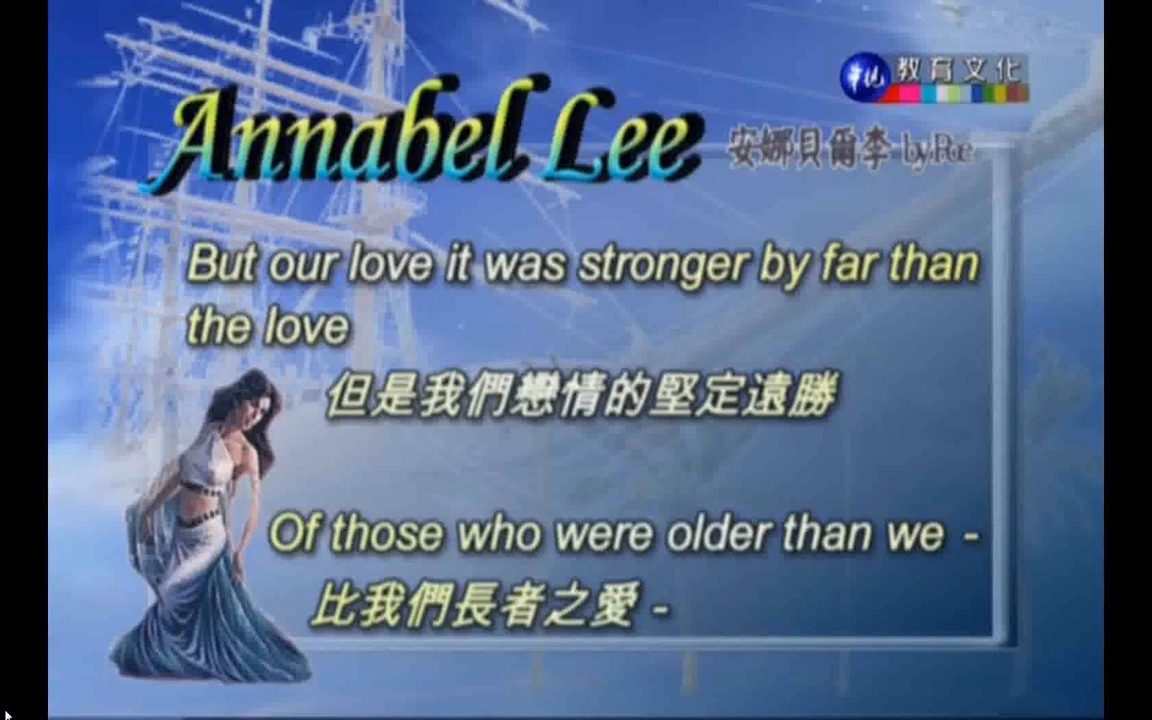 華視 教育文化
Annabel Lee 安娜貝爾李 by Poe
But our love it was stronger by far than
the love
但是我們戀情的堅定遠勝
Of those who were older than we -
比我們長者之愛 -